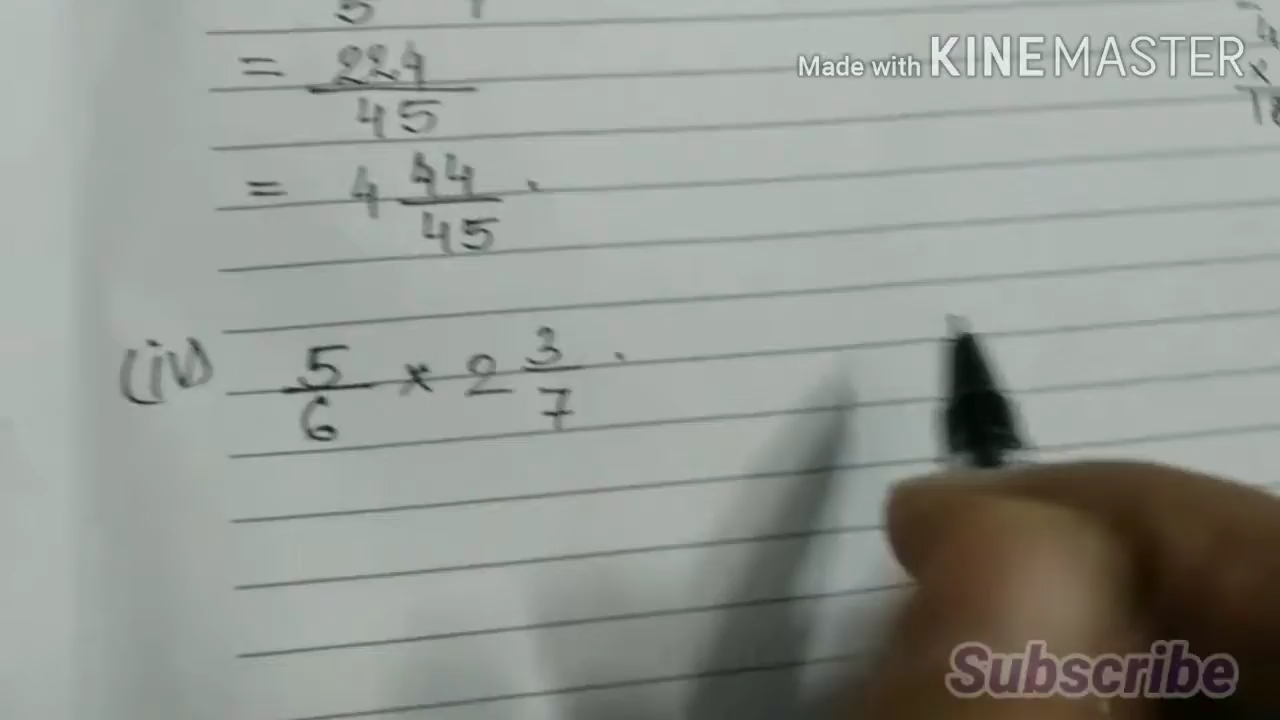 Made with KINEMASTER
= 224/45
= 4 44/45 .
(iv) 5/6 × 2 3/7 .
Subscribe